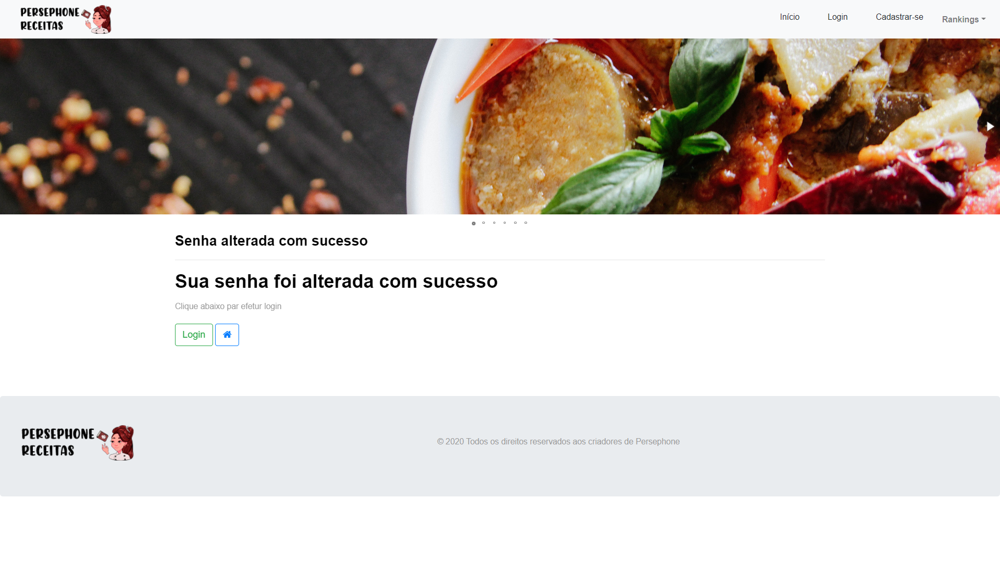 PERSEPHONE
RECEITAS
Início
Login
Cadastrar-se
Rankings
Senha alterada com sucesso
Sua senha foi alterada com sucesso
Clique abaixo par efetur login
Login
PERSEPHONE
RECEITAS
© 2020 Todos os direitos reservados aos criadores de Persephone